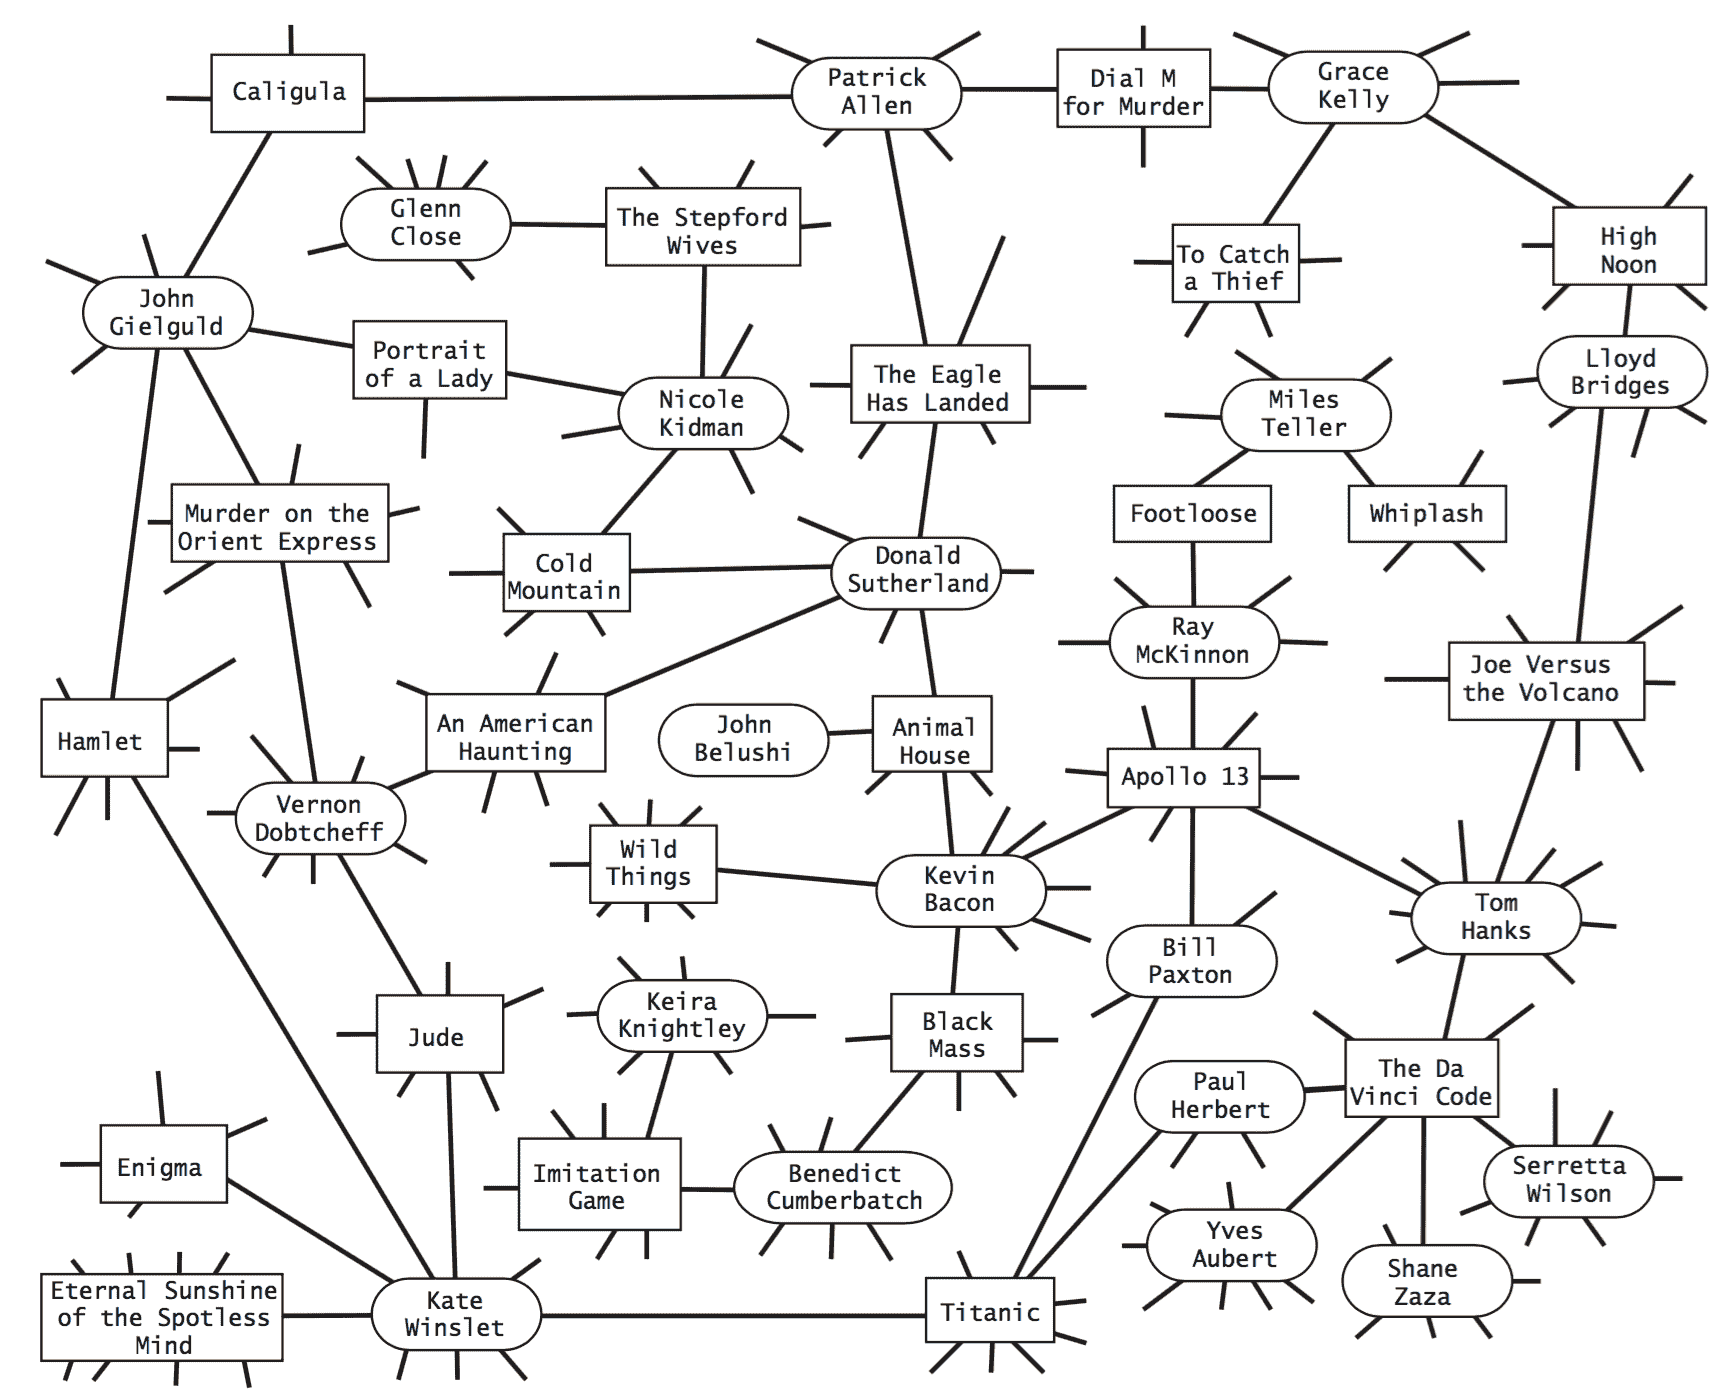 Caligula
Patrick
Allen
Dial M
for Murder
Grace
Kelly
Glenn
Close
The Stepford
Wives
To Catch
a Thief
High
Noon
John
Gielguld
Portrait
of a Lady
Nicole
Kidman
The Eagle
Has Landed
Miles
Teller
Lloyd
Bridges
Murder on the
Orient Express
Cold
Mountain
Donald
Sutherland
Footloose
Whiplash
Ray
McKinnon
Joe Versus
the Volcano
Hamlet
An American
Haunting
John
Belushi
Animal
House
Apollo 13
Vernon
Dobtcheff
Wild
Things
Kevin
Bacon
Tom
Hanks
Bill
Paxton
Jude
Keira
Knightley
Black
Mass
The Da
Vinci Code
Paul
Herbert
Enigma
Imitation
Game
Benedict
Cumberbatch
Serretta
Wilson
Yves
Aubert
Shane
Zaza
Eternal Sunshine
of the Spotless
Mind
Kate
Winslet
Titanic